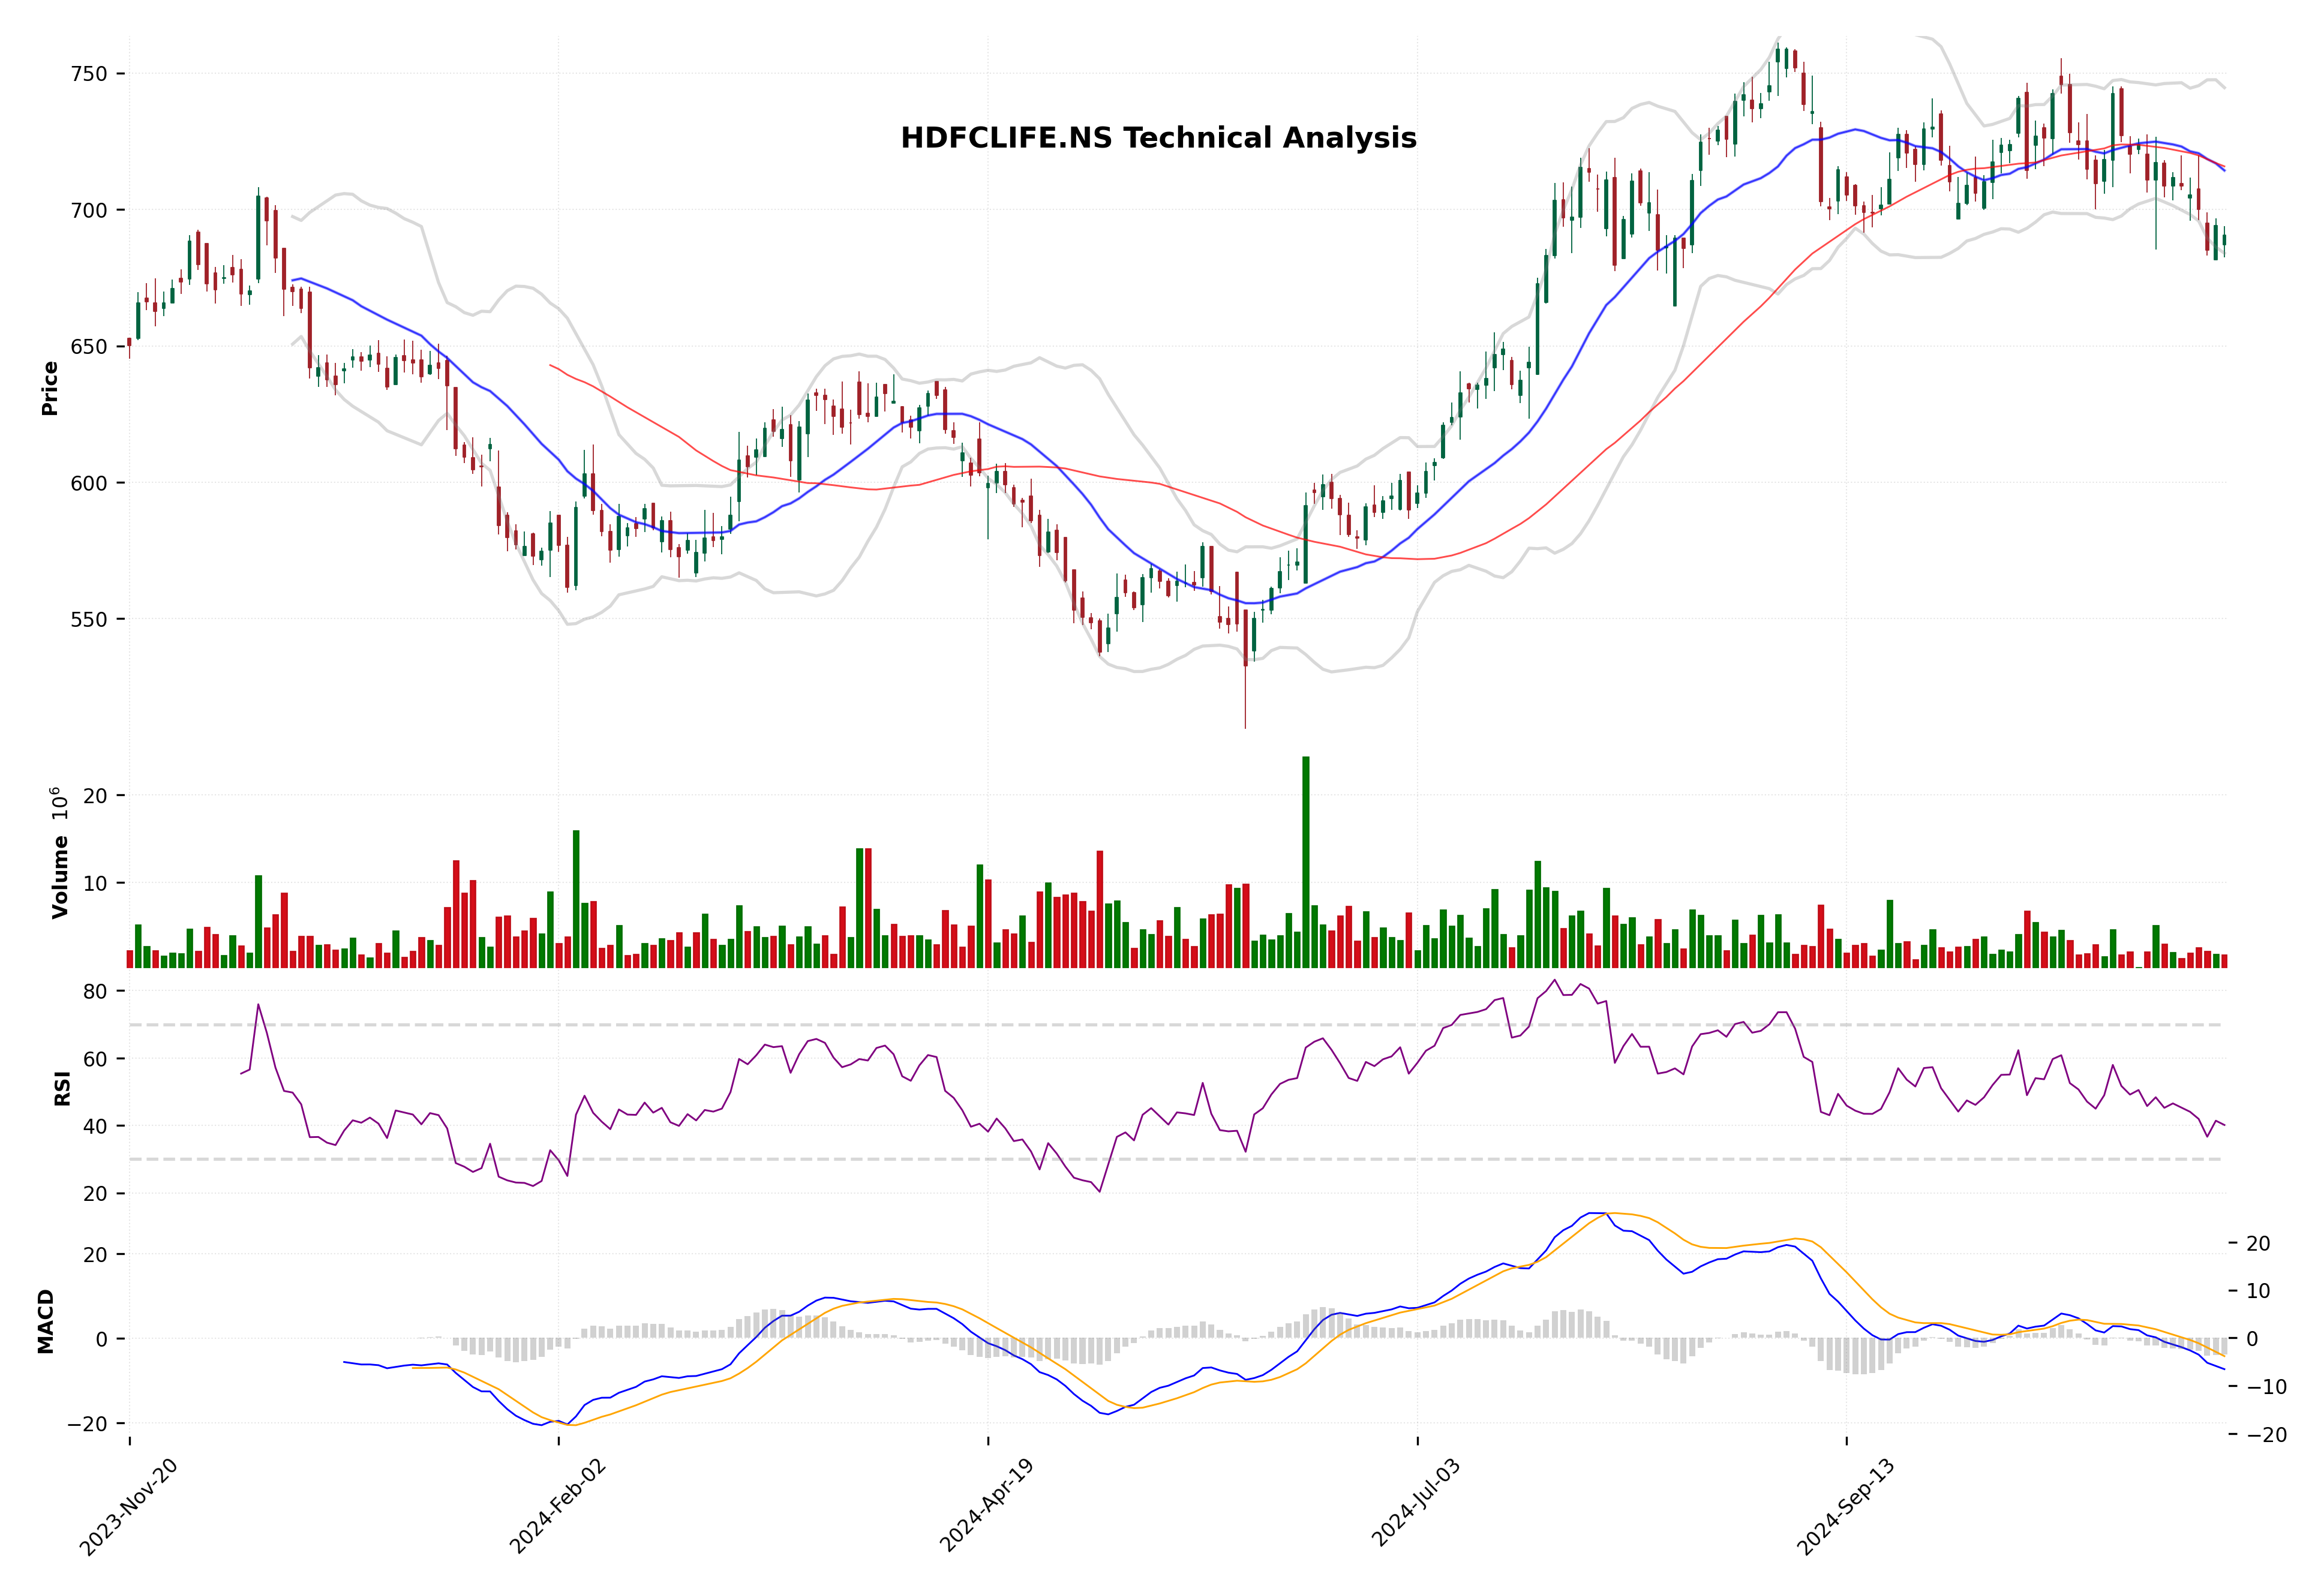 HDFCLIFE.NS Technical Analysis
Price
750
700
650
600
550
Volume 10⁶
20
10
RSI
80
60
40
20
MACD
20
0
−20
20
10
0
−10
−20
2023-Nov-20
2024-Feb-02
2024-Apr-19
2024-Jul-03
2024-Sep-13